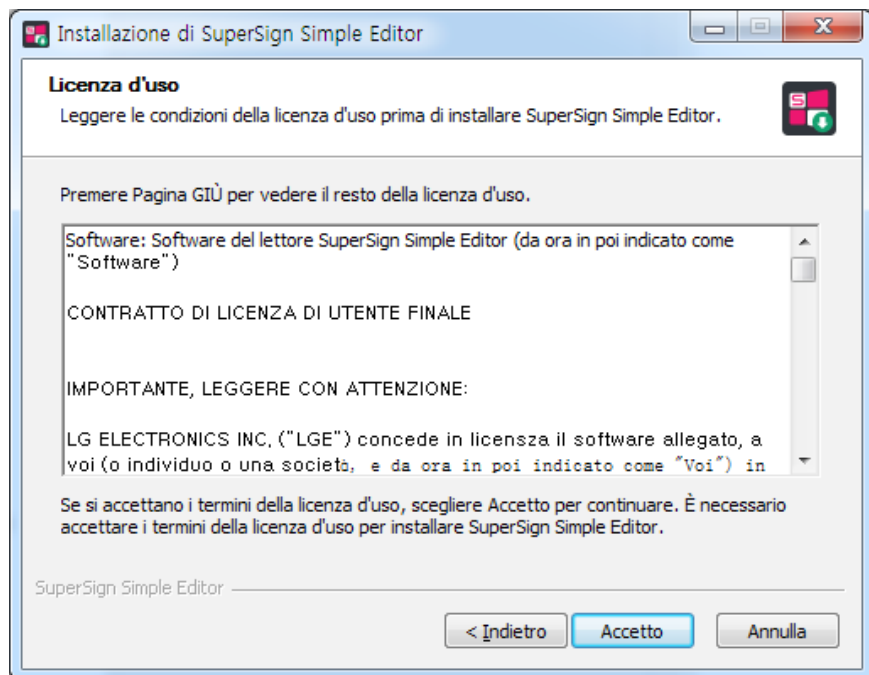 Installazione di SuperSign Simple Editor
Licenza d'uso
Leggere le condizioni della licenza d'uso prima di installare SuperSign Simple Editor.
S
Premere Pagina GIÙ per vedere il resto della licenza d'uso.
Software: Software del lettore SuperSign Simple Editor (da ora in poi indicato come
"Software")
CONTRATTO DI LICENZA DI UTENTE FINALE
IMPORTANTE, LEGGERE CON ATTENZIONE:
LG ELECTRONICS INC. ("LGE") concede in licensza il software allegato, a
voi (o individuo o una società, e da ora in poi indicato come "Voi") in
Se si accettano i termini della licenza d'uso, scegliere Accetto per continuare. È necessario
accettare i termini della licenza d'uso per installare SuperSign Simple Editor.
SuperSign Simple Editor
< Indietro
Accetto
Annulla